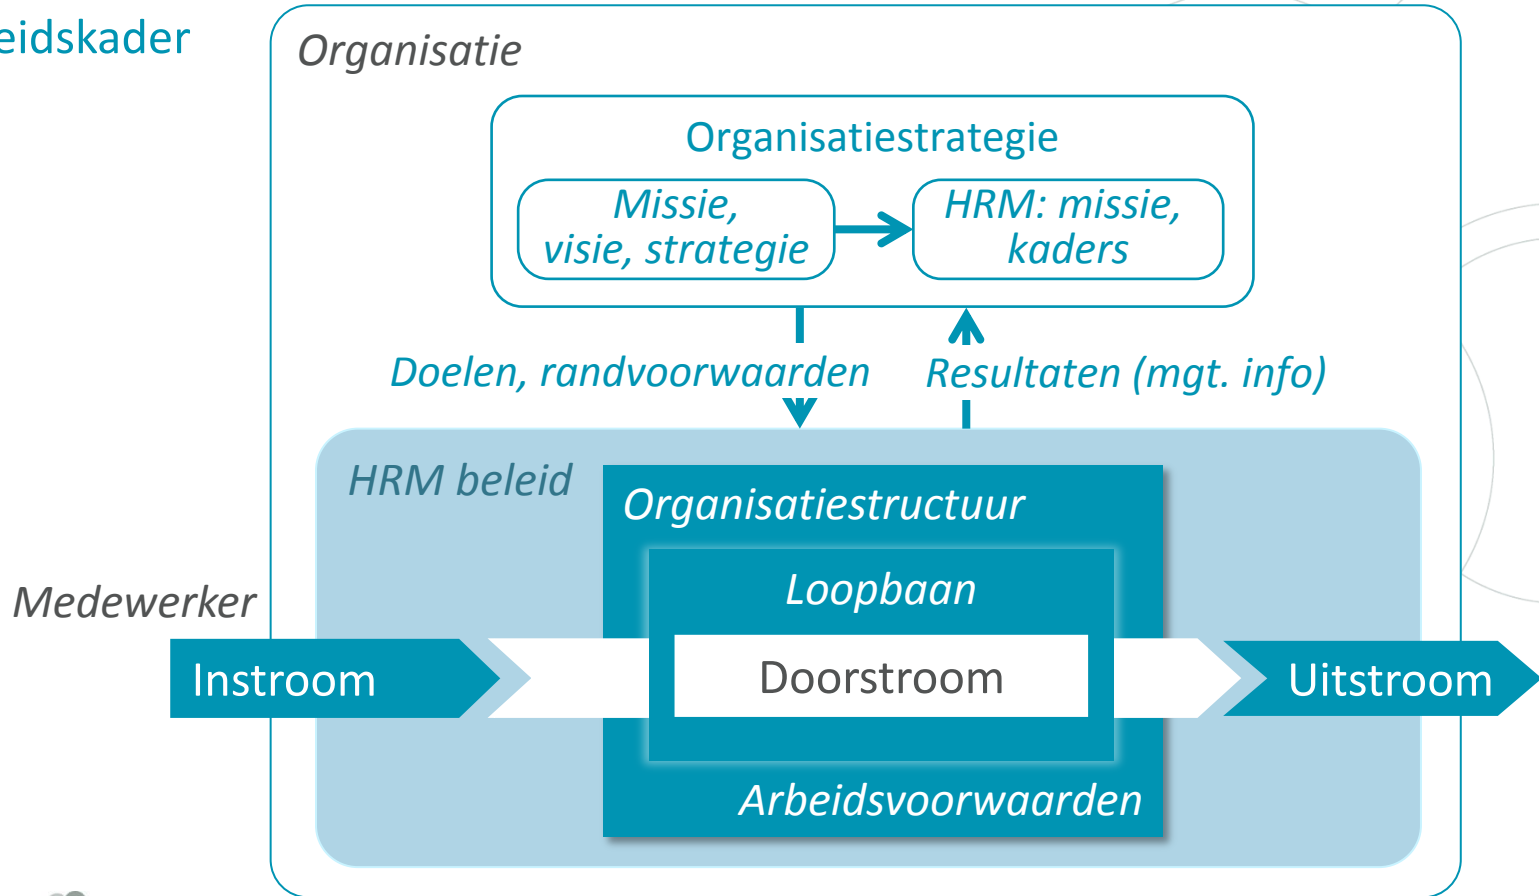 eidskader
Organisatie
Organisatiestrategie
Missie,
visie, strategie
HRM: missie,
kaders
Doelen, randvoorwaarden
Resultaten (mgt. info)
HRM beleid
Organisatiestructuur
Loopbaan
Medewerker
Instroom
Doorstroom
Uitstroom
Arbeidsvoorwaarden